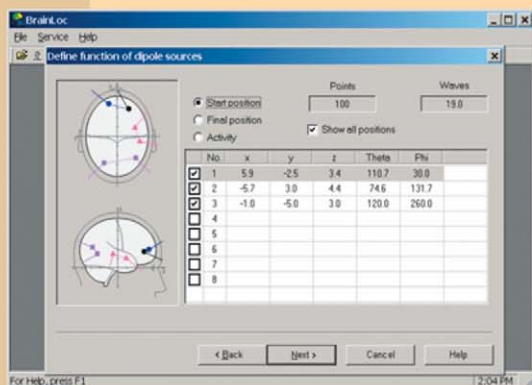 BrainLoc
File Service Help
Define function of dipole sources
Start position
Final position
Activity
Points
100
Waves
19.0
Show all positions
No. x y z Theta Phi
1 5.9 -2.5 3.4 110.7 30.0
2 -5.7 3.0 4.4 74.6 131.7
3 -1.0 -5.0 3.0 120.0 260.0
4
5
6
7
8
< Back Next > Cancel Help
For Help, press F1 2:04 PM